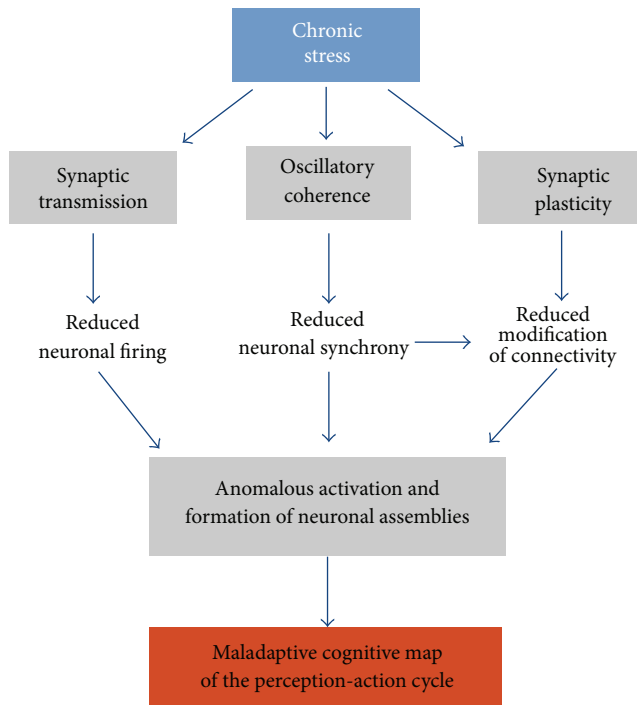 Chronic
stress
Synaptic
transmission
Oscillatory
coherence
Synaptic
plasticity
Reduced
neuronal firing
Reduced
neuronal synchrony
Reduced
modification
of connectivity
Anomalous activation and
formation of neuronal assemblies
Maladaptive cognitive map
of the perception-action cycle